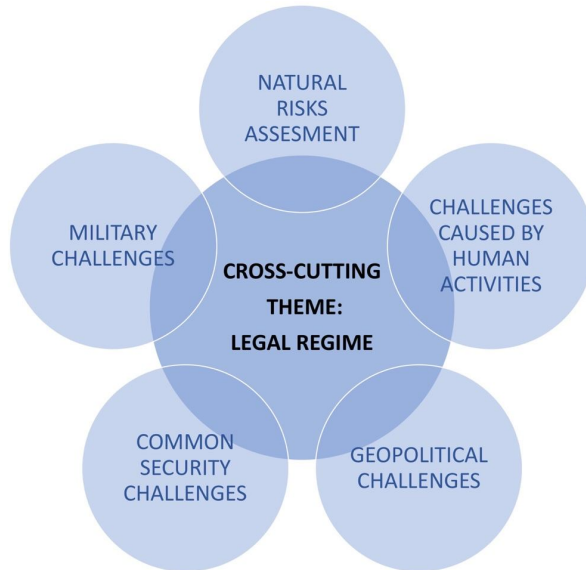 NATURAL
RISKS
ASSESMENT
MILITARY
CHALLENGES
CHALLENGES
CAUSED BY
HUMAN
ACTIVITIES
CROSS-CUTTING
THEME:
LEGAL REGIME
COMMON
SECURITY
CHALLENGES
GEOPOLITICAL
CHALLENGES